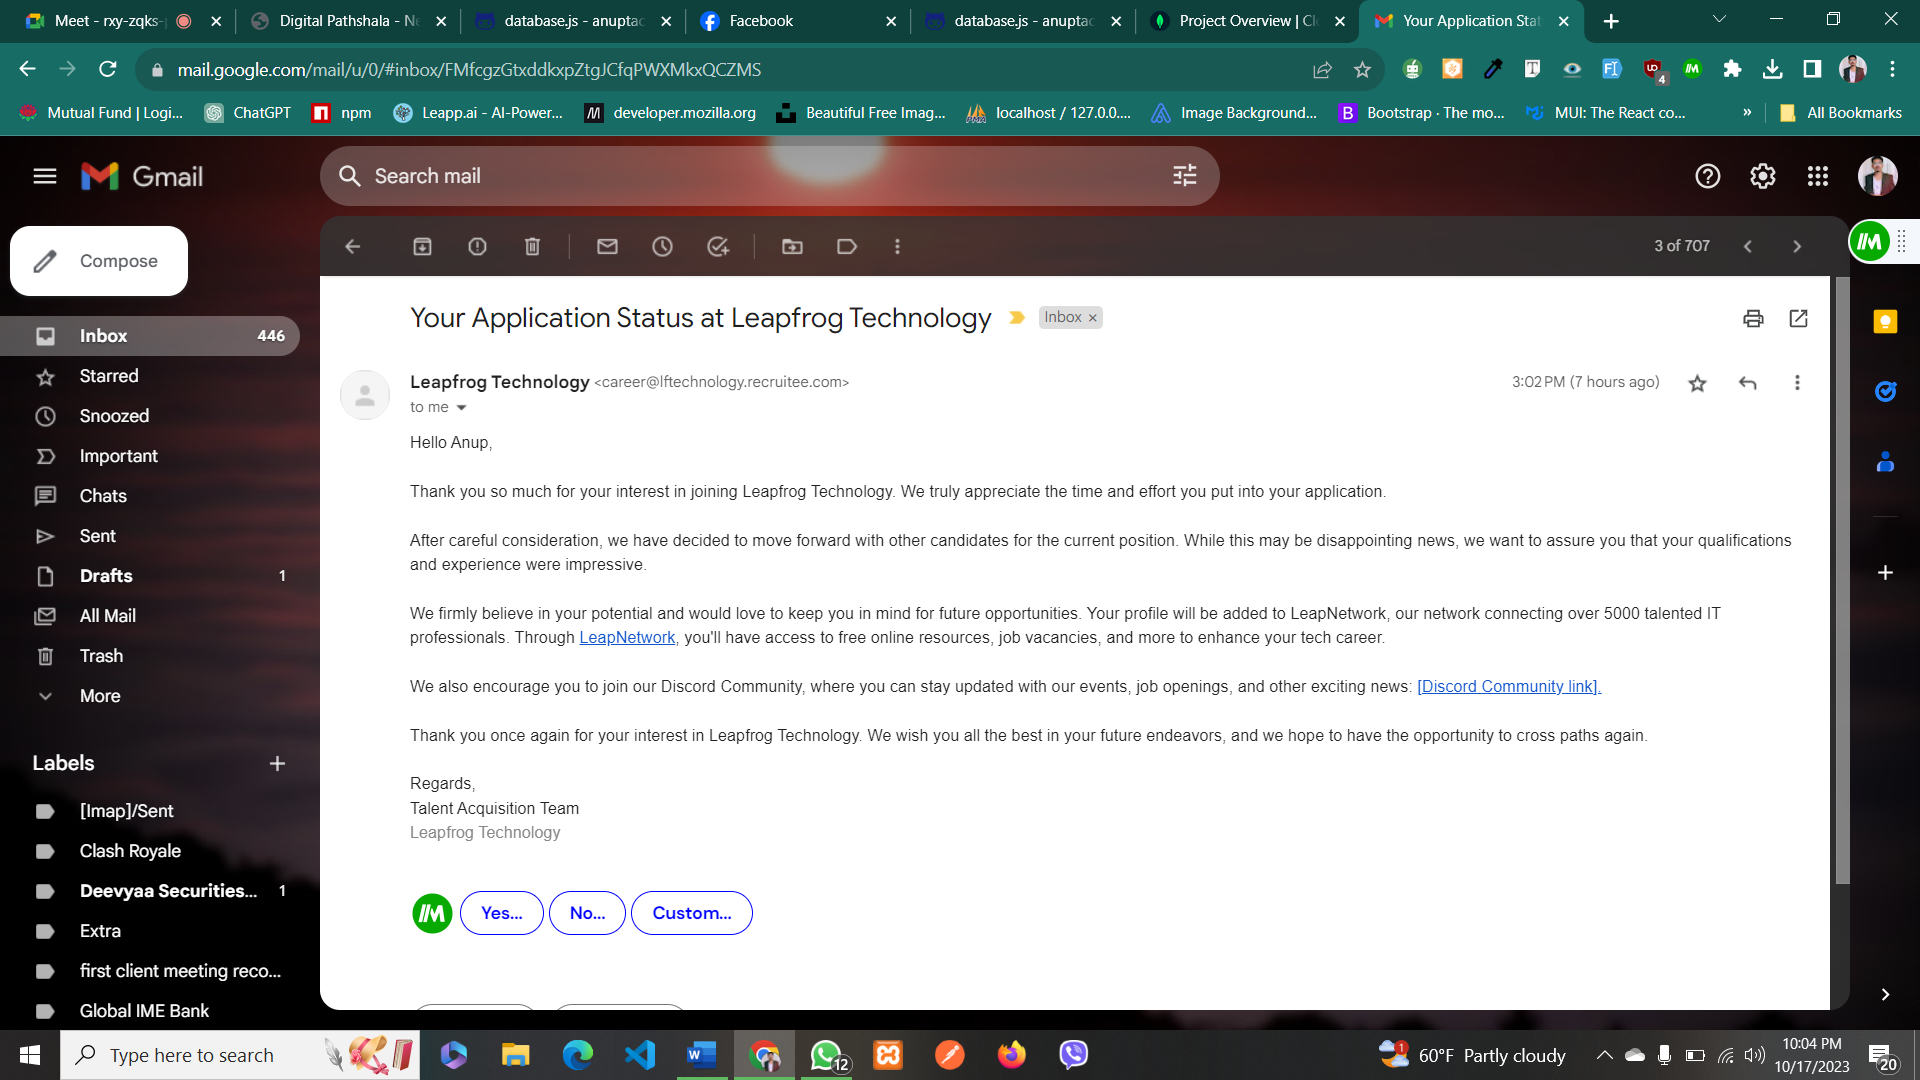 Meet - rxy-zqks-
Digital Pathshala - Ne
database.js - anuptac
Facebook
database.js - anuptac
Project Overview | Cl
Your Application Stat
mail.google.com/mail/u/0/#inbox/FMfcgzGtxddkxpZtgJCfqPWXMkxQCZMS
4
Mutual Fund | Logi...
ChatGPT
npm
Leapp.ai - AI-Power...
developer.mozilla.org
Beautiful Free Imag...
localhost / 127.0.0....
Image Background...
Bootstrap · The mo...
MUI: The React co...
»
All Bookmarks
Gmail
Search mail
Compose
3 of 707
Inbox 446
Starred
Snoozed
Important
Chats
Sent
Drafts 1
All Mail
Trash
More
Labels
[Imap]/Sent
Clash Royale
Deevyaa Securities... 1
Extra
first client meeting reco...
Global IME Bank
Your Application Status at Leapfrog Technology
Inbox ×
Leapfrog Technology <career@lftechnology.recruitee.com>
3:02 PM (7 hours ago)
to me
Hello Anup,
Thank you so much for your interest in joining Leapfrog Technology. We truly appreciate the time and effort you put into your application.
After careful consideration, we have decided to move forward with other candidates for the current position. While this may be disappointing news, we want to assure you that your qualifications
and experience were impressive.
We firmly believe in your potential and would love to keep you in mind for future opportunities. Your profile will be added to LeapNetwork, our network connecting over 5000 talented IT
professionals. Through LeapNetwork, you'll have access to free online resources, job vacancies, and more to enhance your tech career.
We also encourage you to join our Discord Community, where you can stay updated with our events, job openings, and other exciting news: [Discord Community link].
Thank you once again for your interest in Leapfrog Technology. We wish you all the best in your future endeavors, and we hope to have the opportunity to cross paths again.
Regards,
Talent Acquisition Team
Leapfrog Technology
Yes...
No...
Custom...
Type here to search
12
1
60°F Partly cloudy
10:04 PM
10/17/2023
20